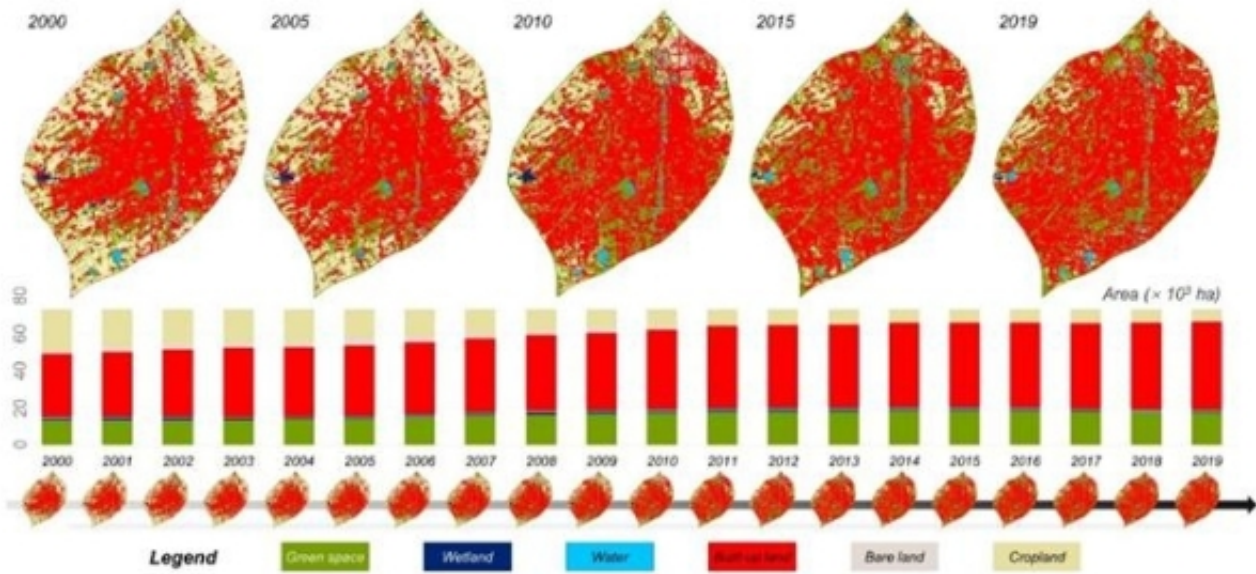 2000 2005 2010 2015 2019
Area (× 10³ ha)
80
60
40
20
0
2000 2001 2002 2003 2004 2005 2006 2007 2008 2009 2010 2011 2012 2013 2014 2015 2016 2017 2018 2019
Legend Green space Wetland Water Built-up land Bare land Cropland